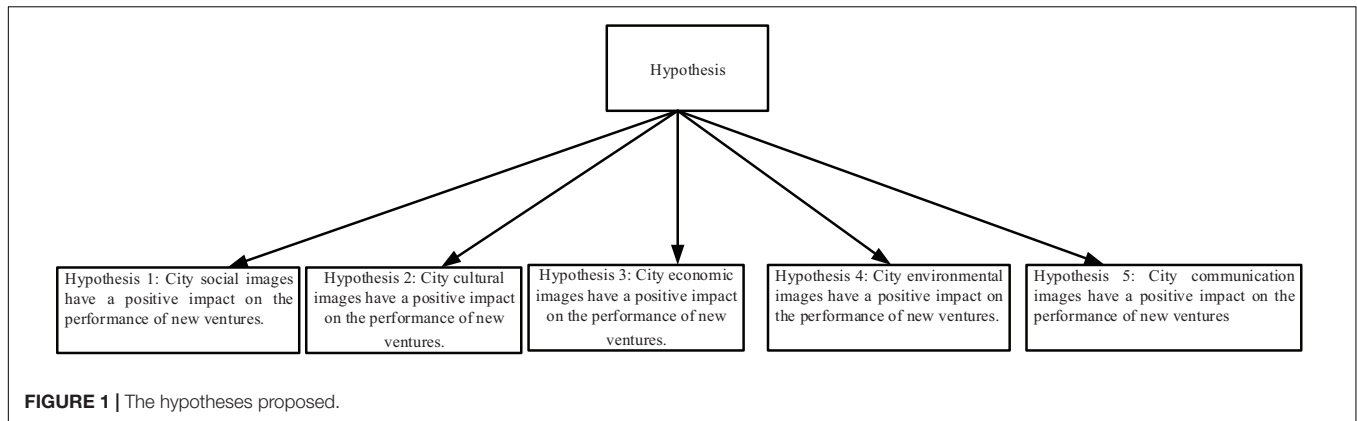 Hypothesis
Hypothesis 1: City social images
have a positive impact on the
performance of new ventures.
Hypothesis 2: City cultural
images have a positive impact
on the performance of new
ventures.
Hypothesis 3: City economic
images have a positive impact
on the performance of new
ventures.
Hypothesis 4: City environmental
images have a positive impact on
the performance of new ventures.
Hypothesis 5: City communication
images have a positive impact on the
performance of new ventures
FIGURE 1 | The hypotheses proposed.